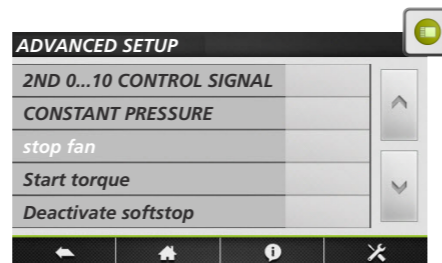 ADVANCED SETUP
2ND 0...10 CONTROL SIGNAL
CONSTANT PRESSURE
stop fan
Start torque
Deactivate softstop